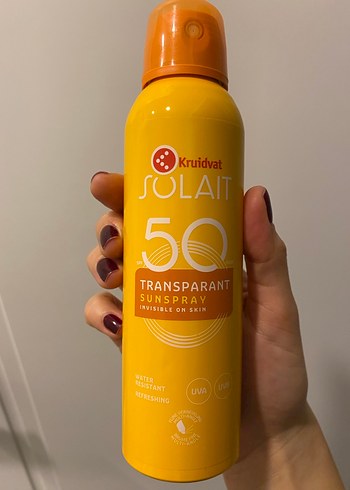 Kruidvat
SOLAIT
50
TRANSPARANT
SUNSPRAY
INVISIBLE ON SKIN
WATER
RESISTANT
REFRESHING
UVA
UVB